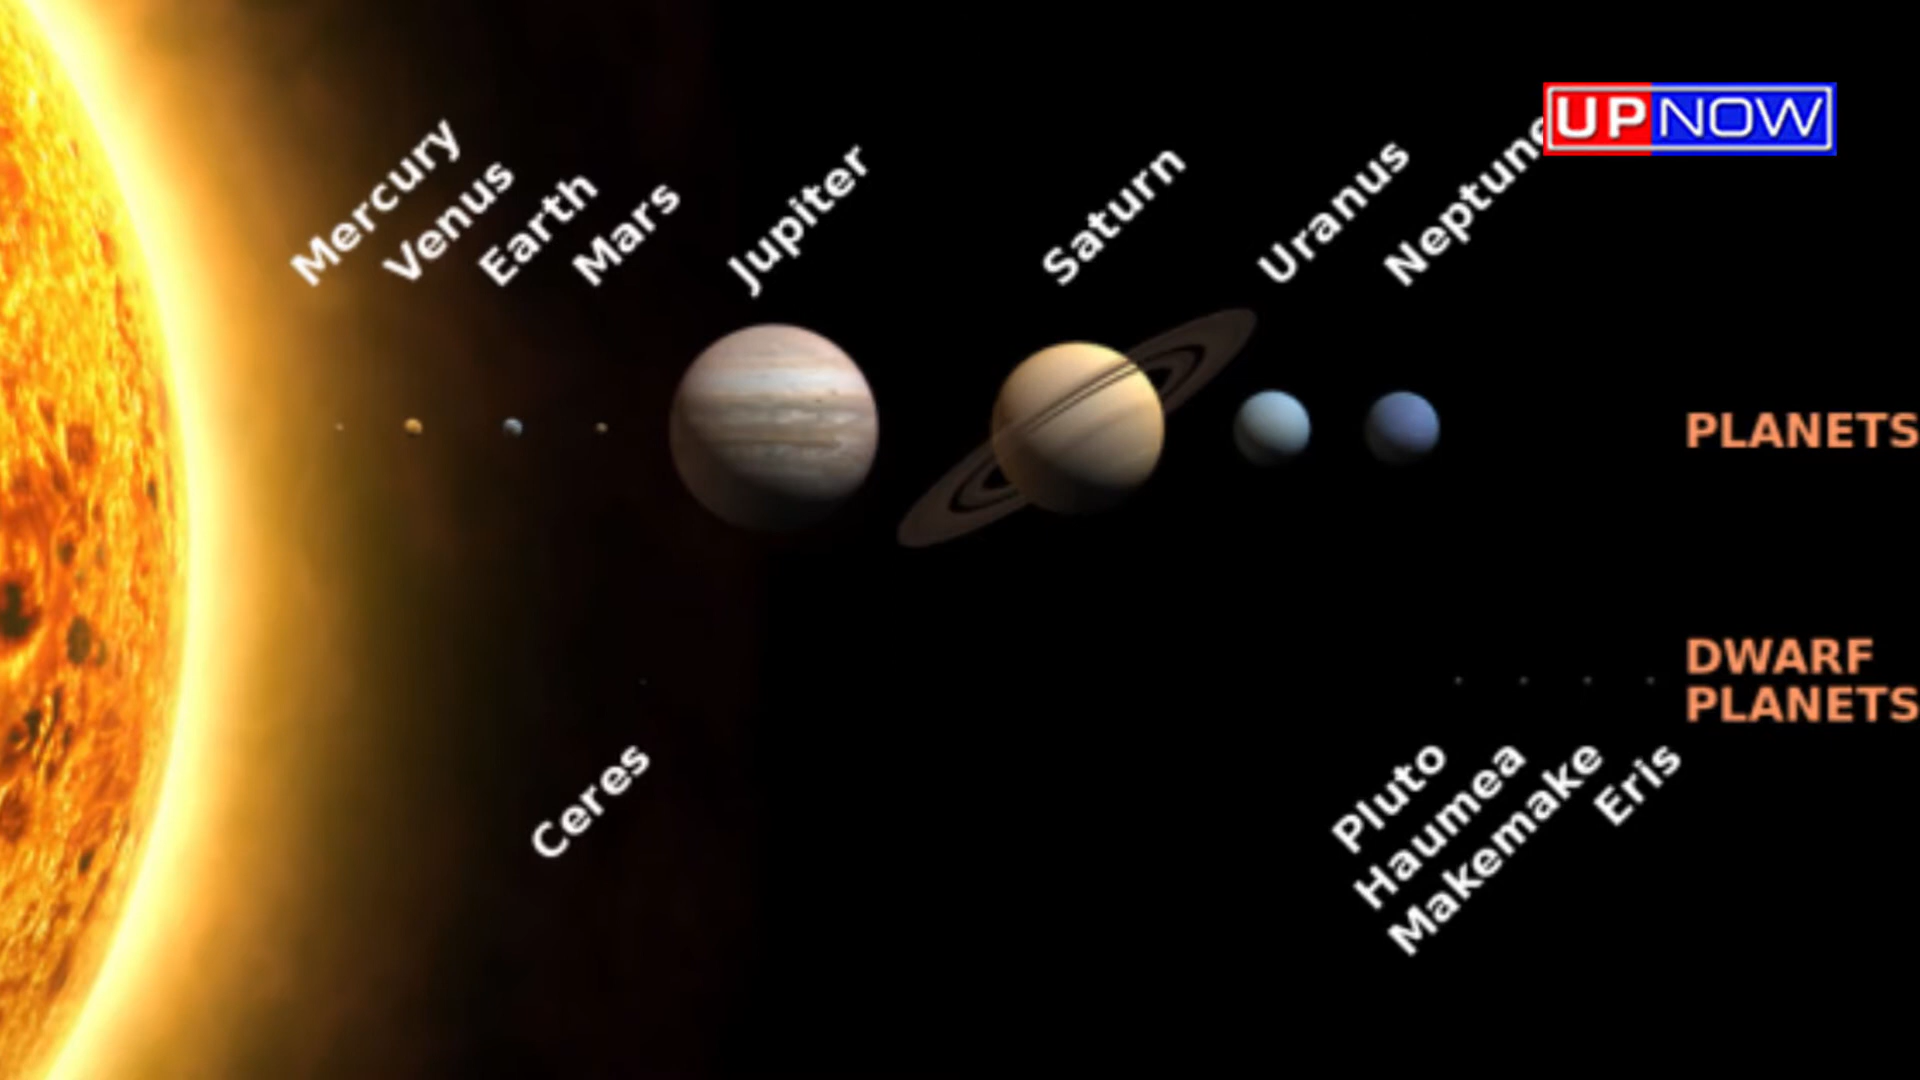 UPNOW
Mercury
Venus
Earth
Mars
Jupiter
Saturn
Uranus
Neptune
PLANETS
DWARF
PLANETS
Ceres
Pluto
Haumea
Makemake
Eris